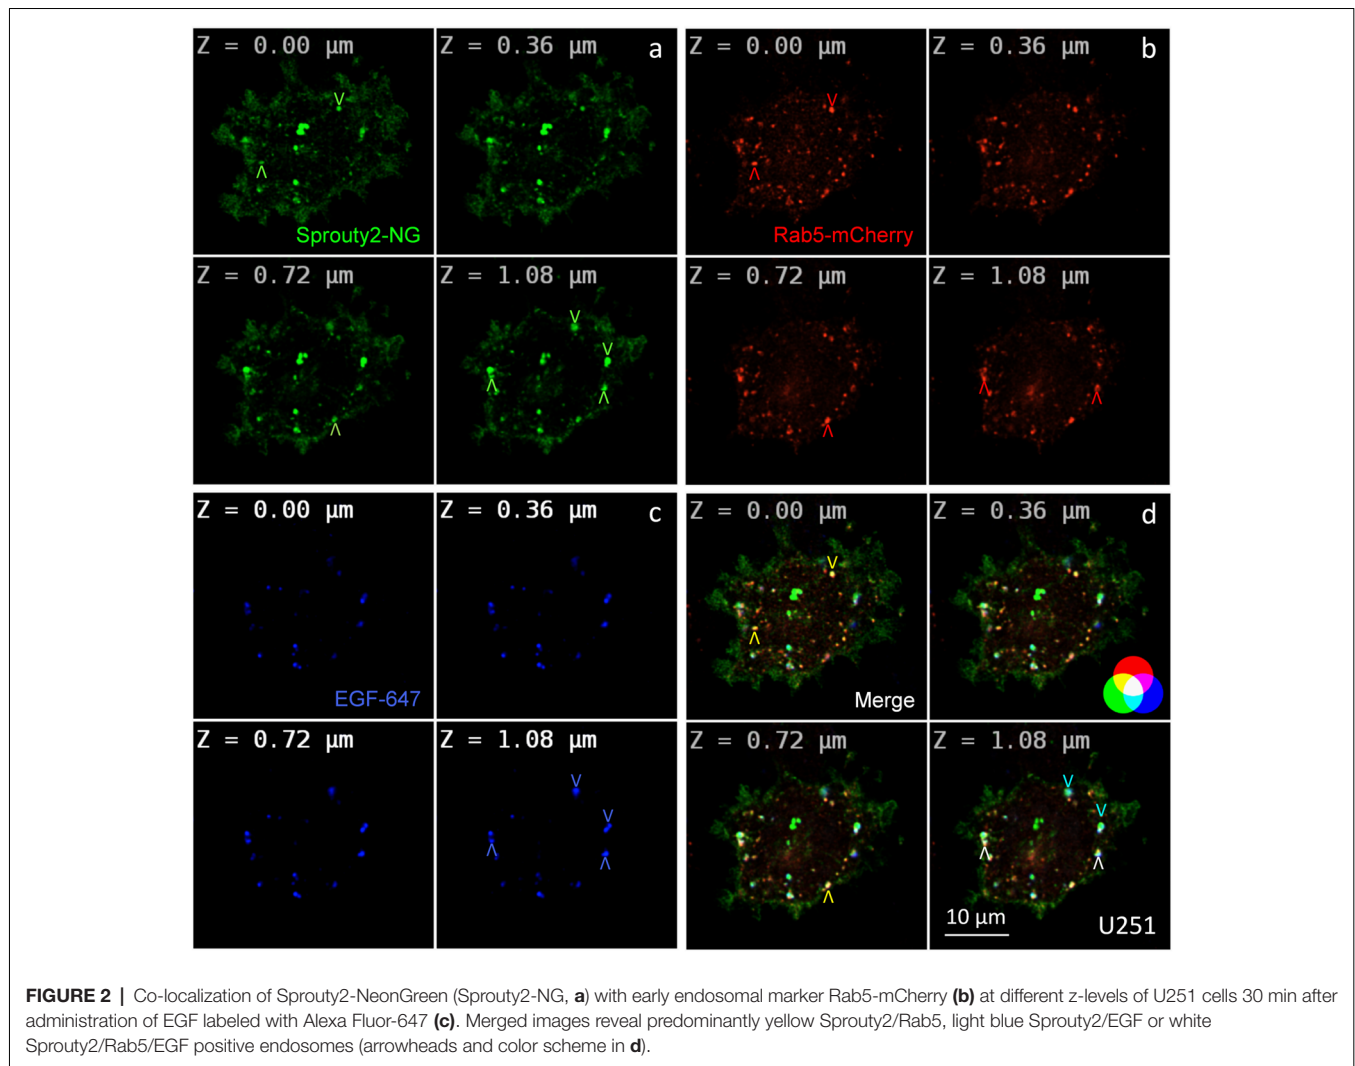 Z = 0.00 μm
Z = 0.36 μm
a
Sprouty2-NG
Z = 0.72 μm
Z = 1.08 μm
Z = 0.00 μm
Z = 0.36 μm
b
Rab5-mCherry
Z = 0.72 μm
Z = 1.08 μm
Z = 0.00 μm
Z = 0.36 μm
c
EGF-647
Z = 0.72 μm
Z = 1.08 μm
Z = 0.00 μm
Z = 0.36 μm
d
Merge
Z = 0.72 μm
Z = 1.08 μm
10 μm
U251
FIGURE 2 | Co-localization of Sprouty2-NeonGreen (Sprouty2-NG, a) with early endosomal marker Rab5-mCherry (b) at different z-levels of U251 cells 30 min after
administration of EGF labeled with Alexa Fluor-647 (c). Merged images reveal predominantly yellow Sprouty2/Rab5, light blue Sprouty2/EGF or white
Sprouty2/Rab5/EGF positive endosomes (arrowheads and color scheme in d).